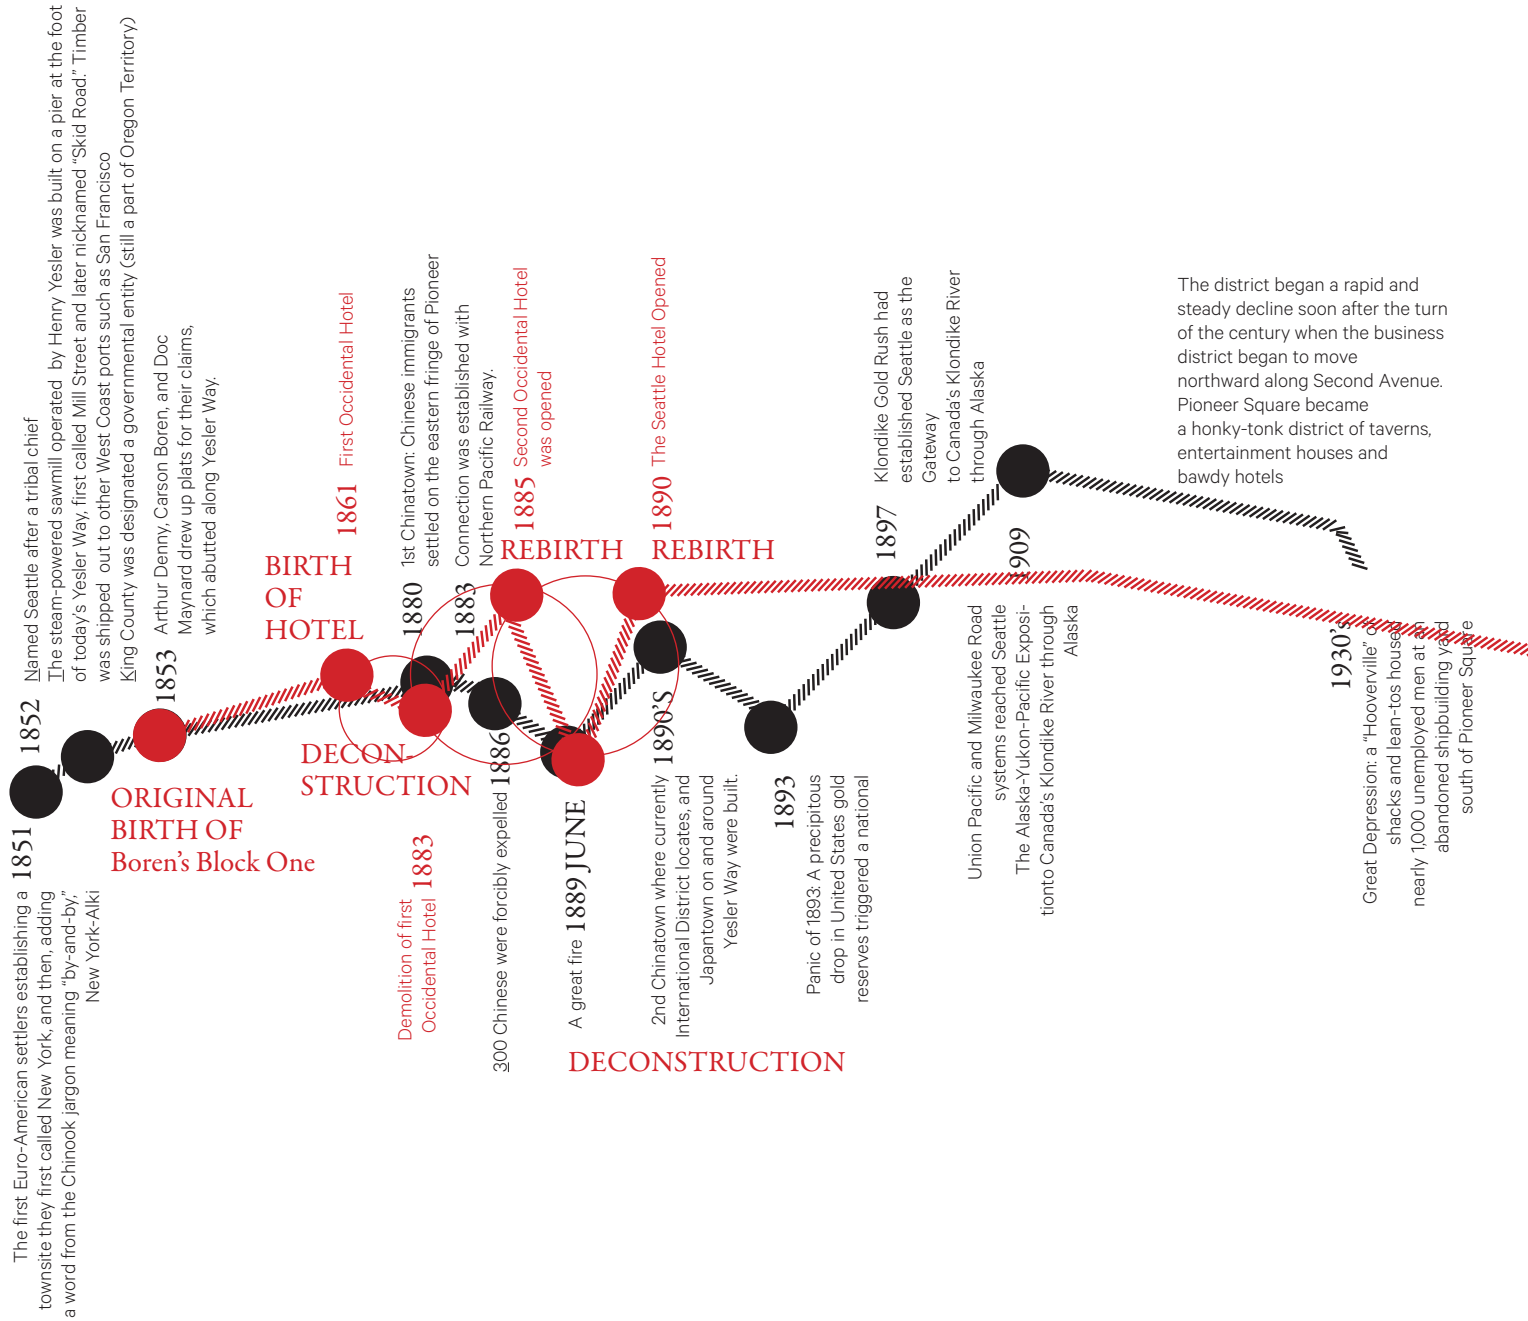 1851
The first Euro-American settlers establishing a
townsite they first called New York, and then, adding
a word from the Chinook jargon meaning “by-and-by,”
New York-Alki
1852
Named Seattle after a tribal chief
The steam-powered sawmill operated by Henry Yesler was built on a pier at the foot
of today’s Yesler Way, first called Mill Street and later nicknamed “Skid Road.” Timber
was shipped out to other West Coast ports such as San Francisco
King County was designated a governmental entity (still a part of Oregon Territory)
1853
Arthur Denny, Carson Boren, and Doc
Maynard drew up plats for their claims,
which abutted along Yesler Way.
ORIGINAL
BIRTH OF
Boren’s Block One
BIRTH
OF
HOTEL
1861 First Occidental Hotel
DECON-
STRUCTION
Demolition of first
Occidental Hotel 1883
1880
1st Chinatown: Chinese immigrants
settled on the eastern fringe of Pioneer
1883
Connection was established with
Northern Pacific Railway.
REBIRTH
1885 Second Occidental Hotel
was opened
300 Chinese were forcibly expelled 1886
A great fire 1889 JUNE
DECONSTRUCTION
REBIRTH
1890 The Seattle Hotel Opened
1890’S
2nd Chinatown where currently
International District locates, and
Japantown on and around
Yesler Way were built.
1893
Panic of 1893: A precipitous
drop in United States gold
reserves triggered a national
1897
Klondike Gold Rush had
established Seattle as the
Gateway
to Canada’s Klondike River
through Alaska
1909
Union Pacific and Milwaukee Road
systems reached Seattle
The Alaska-Yukon-Pacific Exposi-
tionto Canada’s Klondike River through
Alaska
The district began a rapid and
steady decline soon after the turn
of the century when the business
district began to move
northward along Second Avenue.
Pioneer Square became
a honky-tonk district of taverns,
entertainment houses and
bawdy hotels
1930’s
Great Depression: a “Hooverville” of
shacks and lean-tos housed
nearly 1,000 unemployed men at an
abandoned shipbuilding yard
south of Pioneer Square